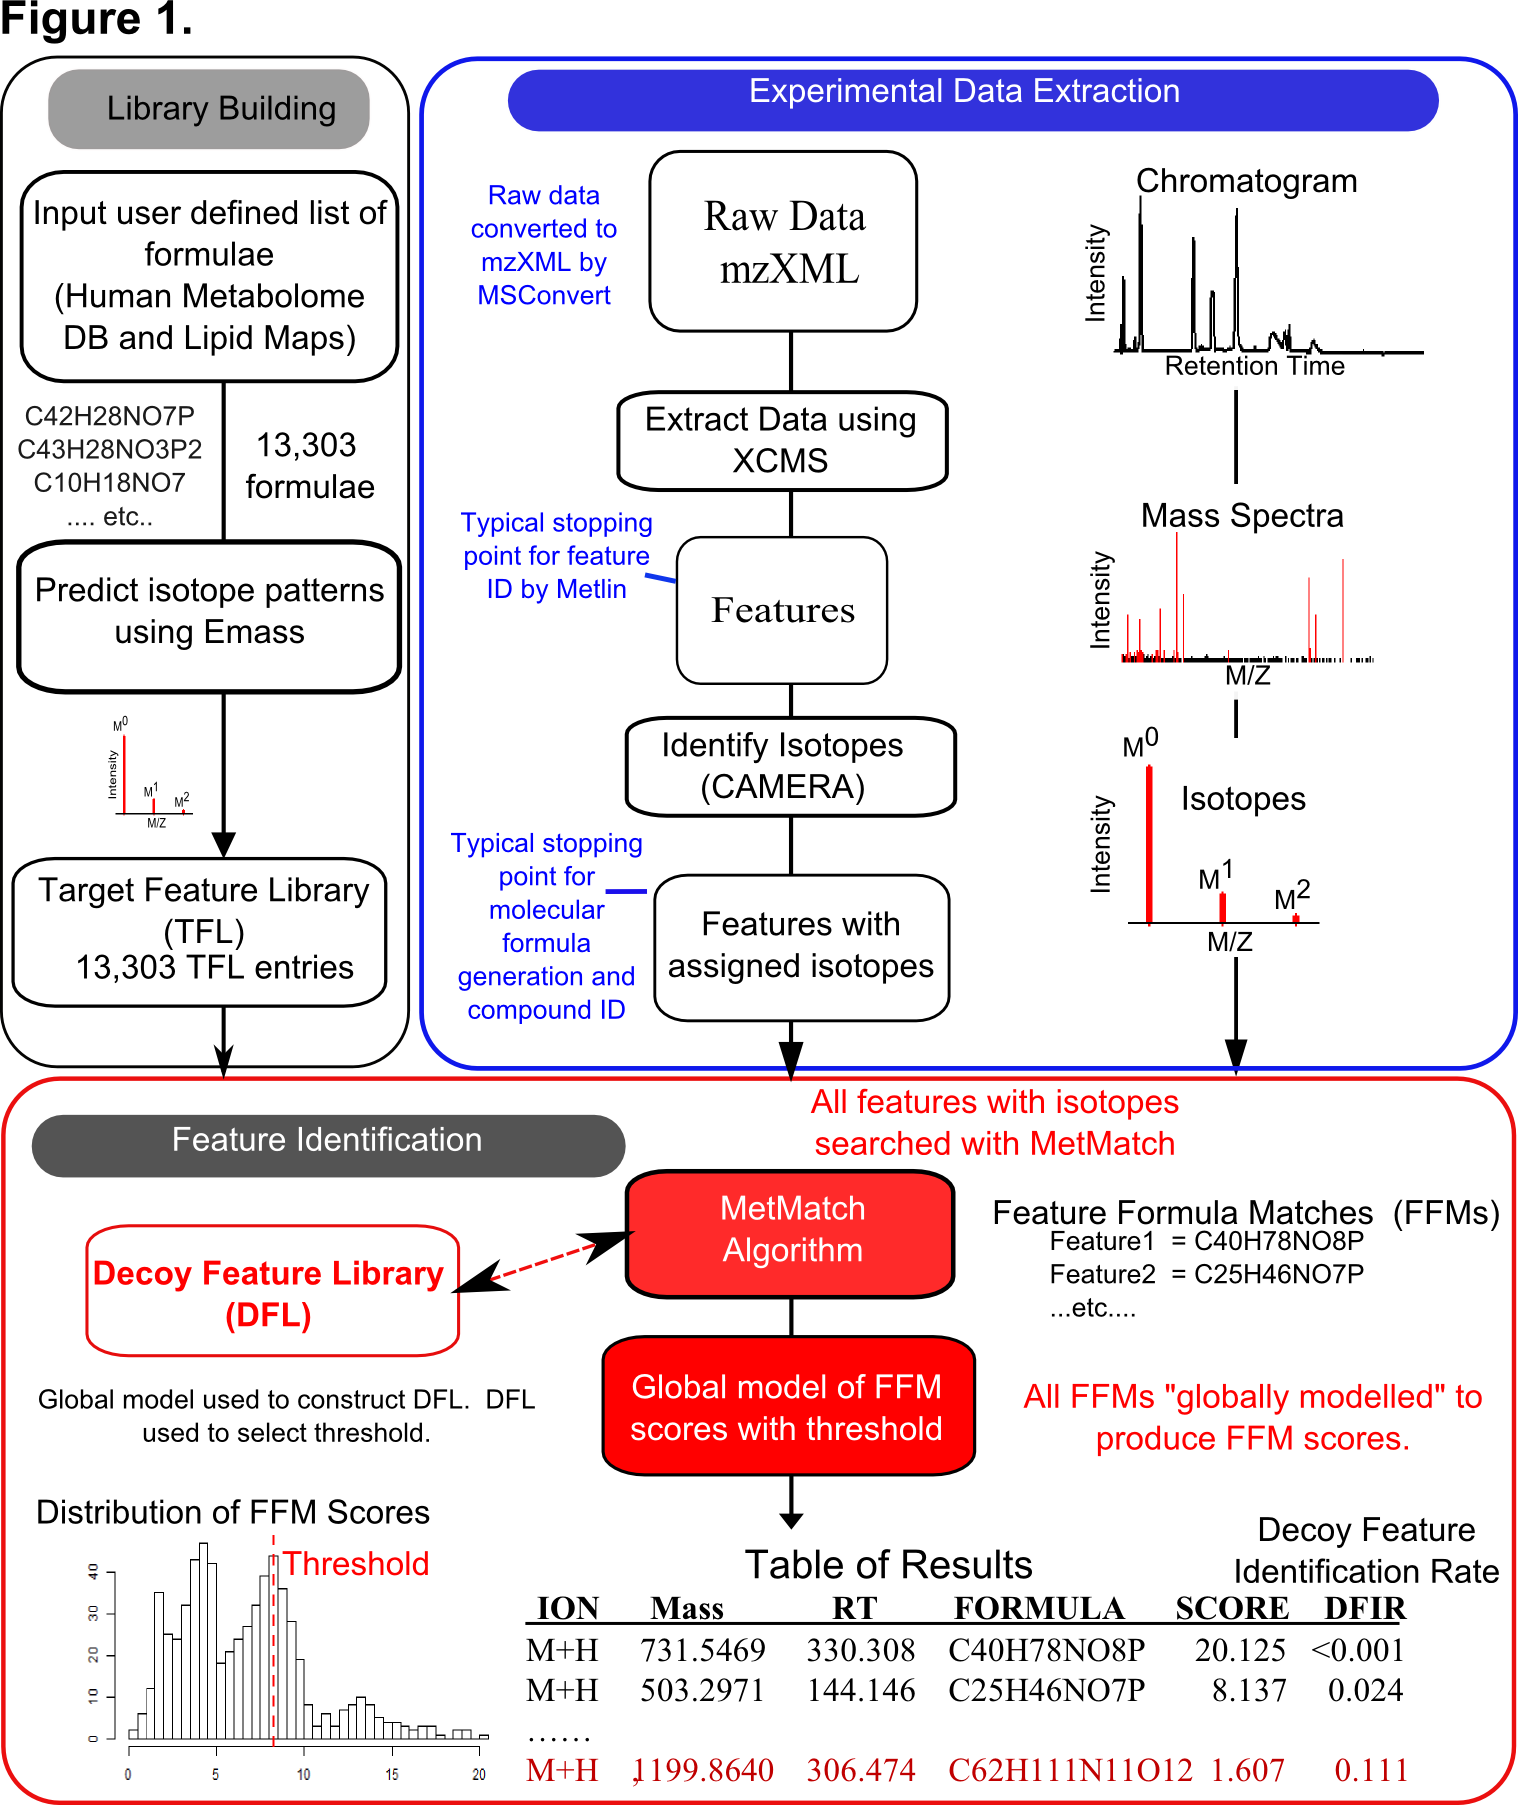 Figure 1.
Library Building
Input user defined list of
formulae
(Human Metabolome
DB and Lipid Maps)
C42H28NO7P
C43H28NO3P2
C10H18NO7
.... etc..
13,303
formulae
Predict isotope patterns
using Emass
M0
Intensity
M1
M2
M/Z
Target Feature Library
(TFL)
13,303 TFL entries
Experimental Data Extraction
Raw data
converted to
mzXML by
MSConvert
Raw Data
mzXML
Extract Data using
XCMS
Typical stopping
point for feature
ID by Metlin
Features
Identify Isotopes
(CAMERA)
Typical stopping
point for
molecular
formula
generation and
compound ID
Features with
assigned isotopes
Chromatogram
Intensity
Retention Time
Mass Spectra
Intensity
M/Z
M0
Isotopes
Intensity
M1
M2
M/Z
Feature Identification
All features with isotopes
searched with MetMatch
MetMatch
Algorithm
Decoy Feature Library
(DFL)
Feature Formula Matches (FFMs)
Feature1 = C40H78NO8P
Feature2 = C25H46NO7P
...etc....
Global model used to construct DFL. DFL
used to select threshold.
Global model of FFM
scores with threshold
All FFMs "globally modelled" to
produce FFM scores.
Distribution of FFM Scores
Threshold
40
30
20
10
0
0 5 10 15 20
Table of Results
Decoy Feature
Identification Rate
ION Mass RT FORMULA SCORE DFIR
M+H 731.5469 330.308 C40H78NO8P 20.125 <0.001
M+H 503.2971 144.146 C25H46NO7P 8.137 0.024
......
M+H ,1199.8640 306.474 C62H111N11O12 1.607 0.111